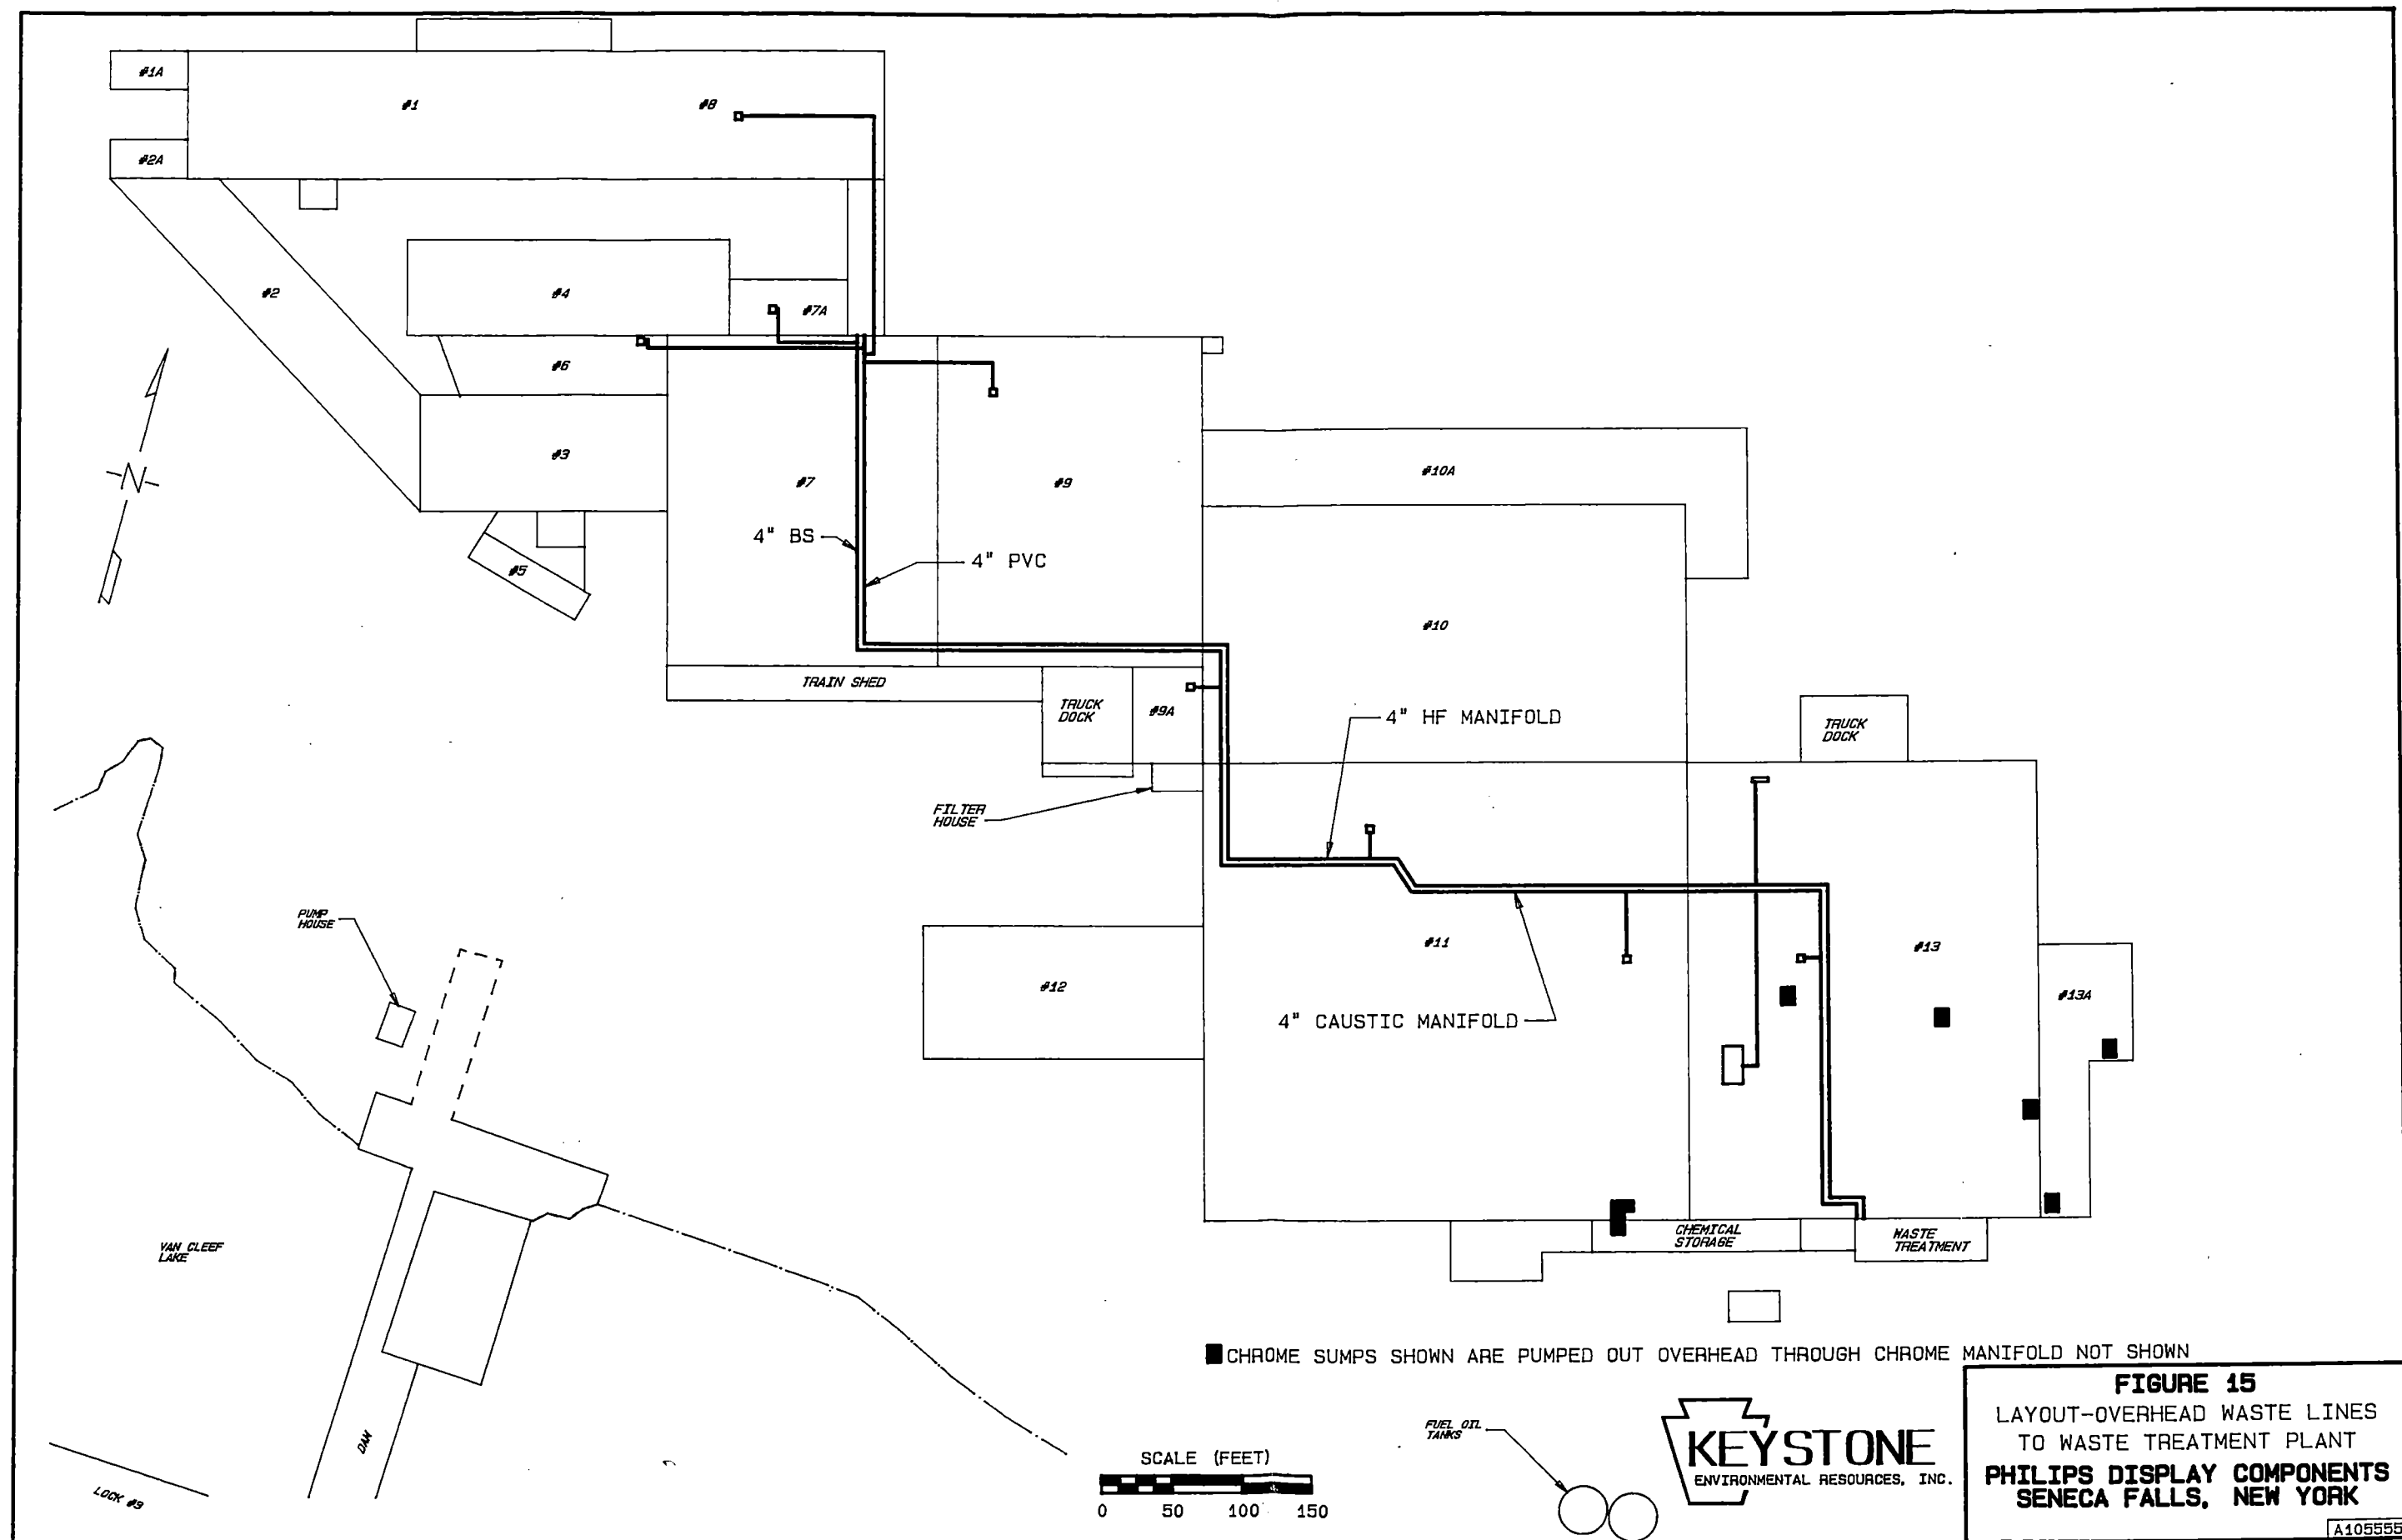 #1A
#1
#8
#2A
#2
#4
#7A
#6
#3
#7
#9
#10A
4" BS
4" PVC
#5
#10
TRAIN SHED
TRUCK
DOCK
#9A
4" HF MANIFOLD
TRUCK
DOCK
FILTER
HOUSE
PUMP
HOUSE
#11
#13
#12
#13A
4" CAUSTIC MANIFOLD
N
VAN CLEEF
LAKE
CHEMICAL
STORAGE
WASTE
TREATMENT
CHROME SUMPS SHOWN ARE PUMPED OUT OVERHEAD THROUGH CHROME MANIFOLD NOT SHOWN
DAM
LOCK #3
SCALE (FEET)
0 50 100 150
FUEL OIL
TANKS
KEYSTONE
ENVIRONMENTAL RESOURCES, INC.
FIGURE 15
LAYOUT-OVERHEAD WASTE LINES
TO WASTE TREATMENT PLANT
PHILIPS DISPLAY COMPONENTS
SENECA FALLS, NEW YORK
A105555